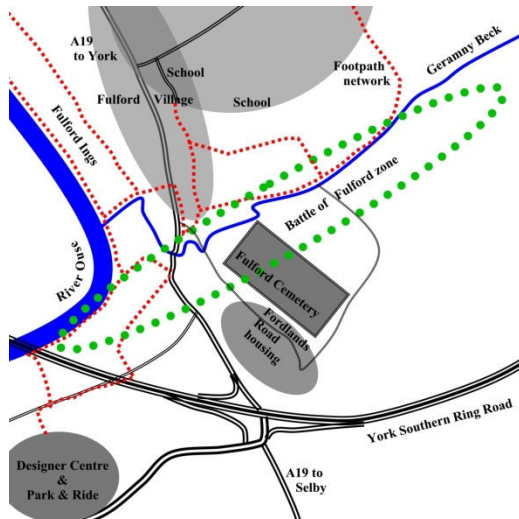 A19
to York
School
Fulford Village
School
Footpath
network
Geramny Beck
Fulford Ings
Battle of Fulford zone
River Ouse
Fulford Cemetery
Fordlands
Road
housing
York Southern Ring Road
Designer Centre
&
Park & Ride
A19 to
Selby